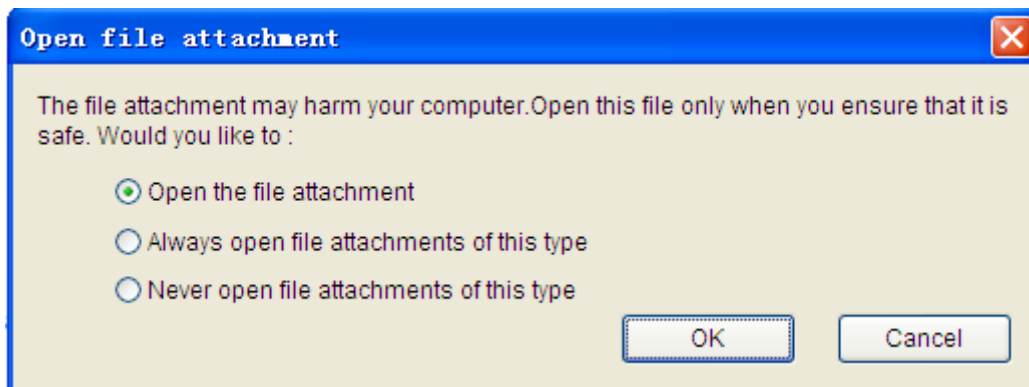 Open file attachment
The file attachment may harm your computer.Open this file only when you ensure that it is
safe. Would you like to :
Open the file attachment
Always open file attachments of this type
Never open file attachments of this type
OK
Cancel